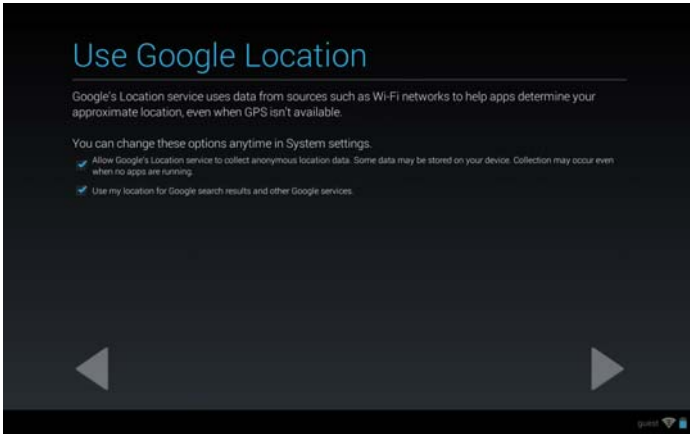 Use Google Location
Google's Location service uses data from sources such as Wi-Fi networks to help apps determine your
approximate location, even when GPS isn't available.
You can change these options anytime in System settings.
Allow Google's Location service to collect anonymous location data. Some data may be stored on your device. Collection may occur even
when no apps are running.
Use my location for Google search results and other Google services.
guest